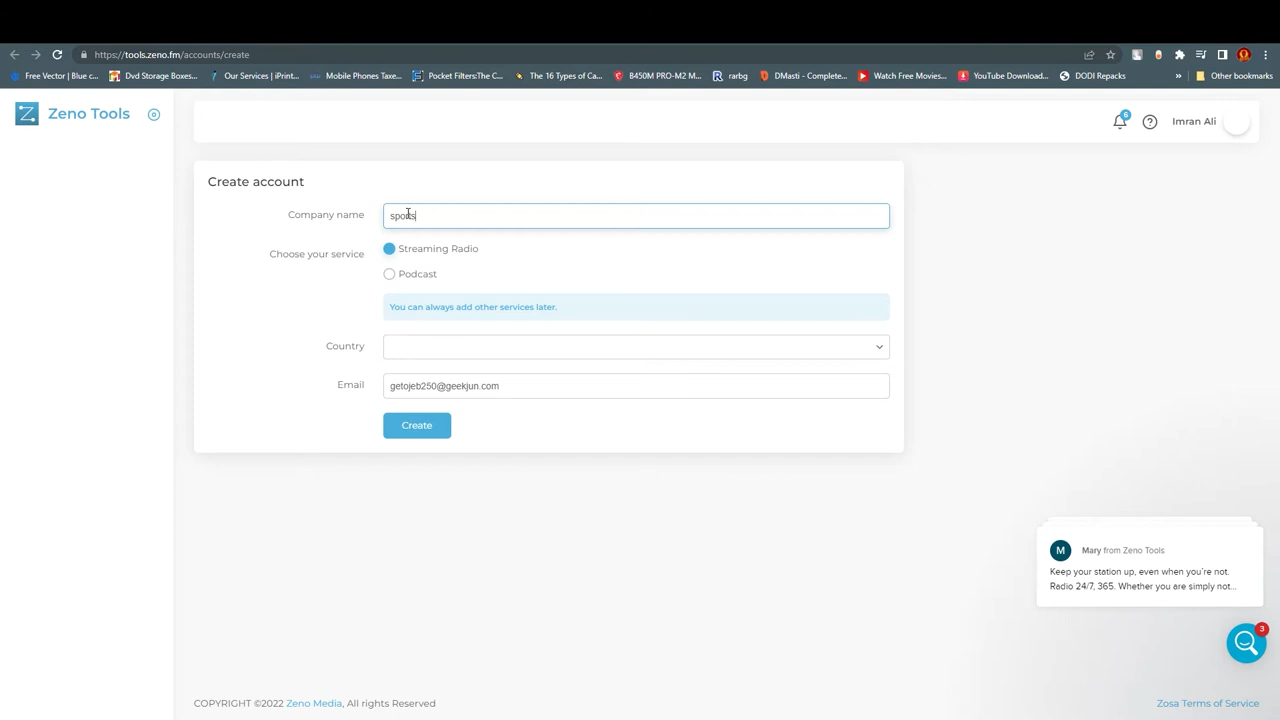 https://tools.zeno.fm/accounts/create
Free Vector | Blue c...
Dvd Storage Boxes...
Our Services | iPrint...
Mobile Phones Taxe...
Pocket Filters:The C...
The 16 Types of Ca...
B450M PRO-M2 M...
rarbg
DMasti - Complete...
Watch Free Movies...
YouTube Download...
DODI Repacks
»
Other bookmarks
Zeno Tools
6
Imran Ali
Create account
Company name
sports
Choose your service
Streaming Radio
Podcast
You can always add other services later.
Country
Email
getojeb250@geekjun.com
Create
M
Mary from Zeno Tools
Keep your station up, even when you're not.
Radio 24/7, 365. Whether you are simply not...
3
COPYRIGHT ©2022 Zeno Media, All rights Reserved
Zosa Terms of Service